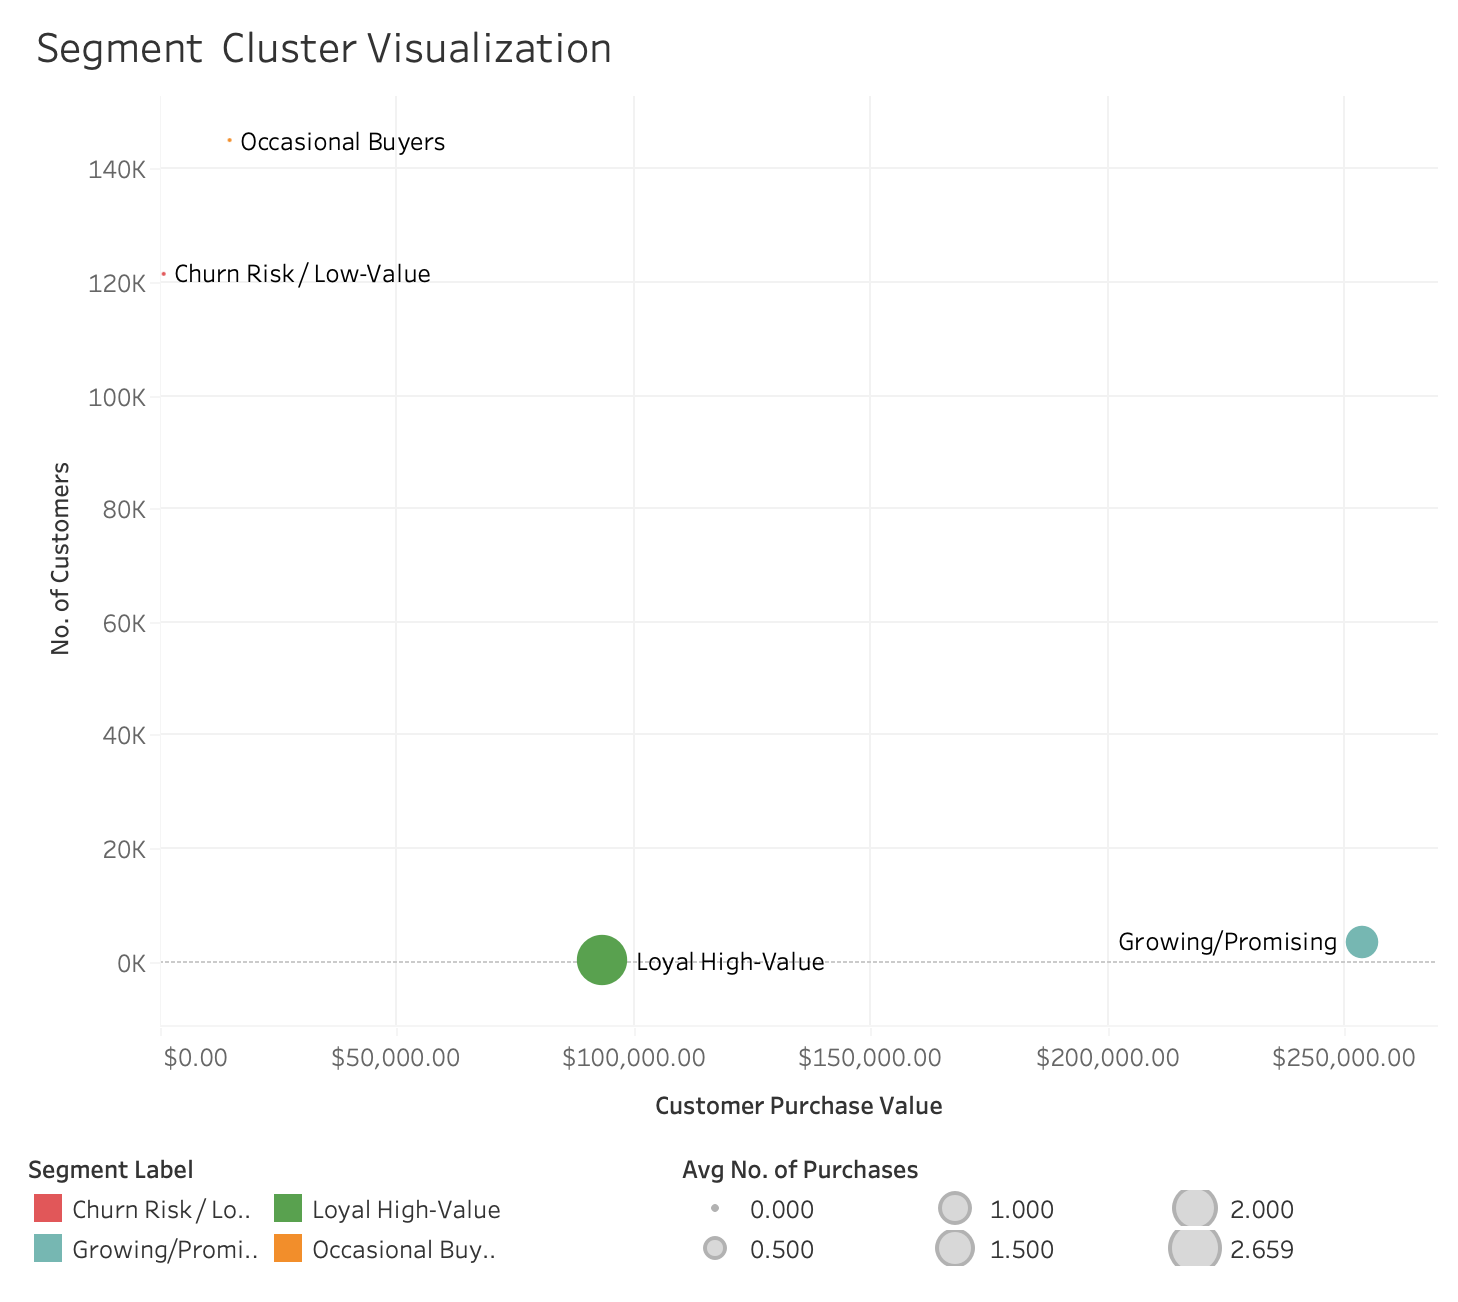 Segment Cluster Visualization
Occasional Buyers
140K
Churn Risk / Low-Value
120K
100K
80K
No. of Customers
60K
40K
20K
Growing/Promising
0K
Loyal High-Value
$0.00 $50,000.00 $100,000.00 $150,000.00 $200,000.00 $250,000.00
Customer Purchase Value
Segment Label
Churn Risk / Lo.. Loyal High-Value
Growing/Promi.. Occasional Buy..
Avg No. of Purchases
0.000 1.000 2.000
0.500 1.500 2.659